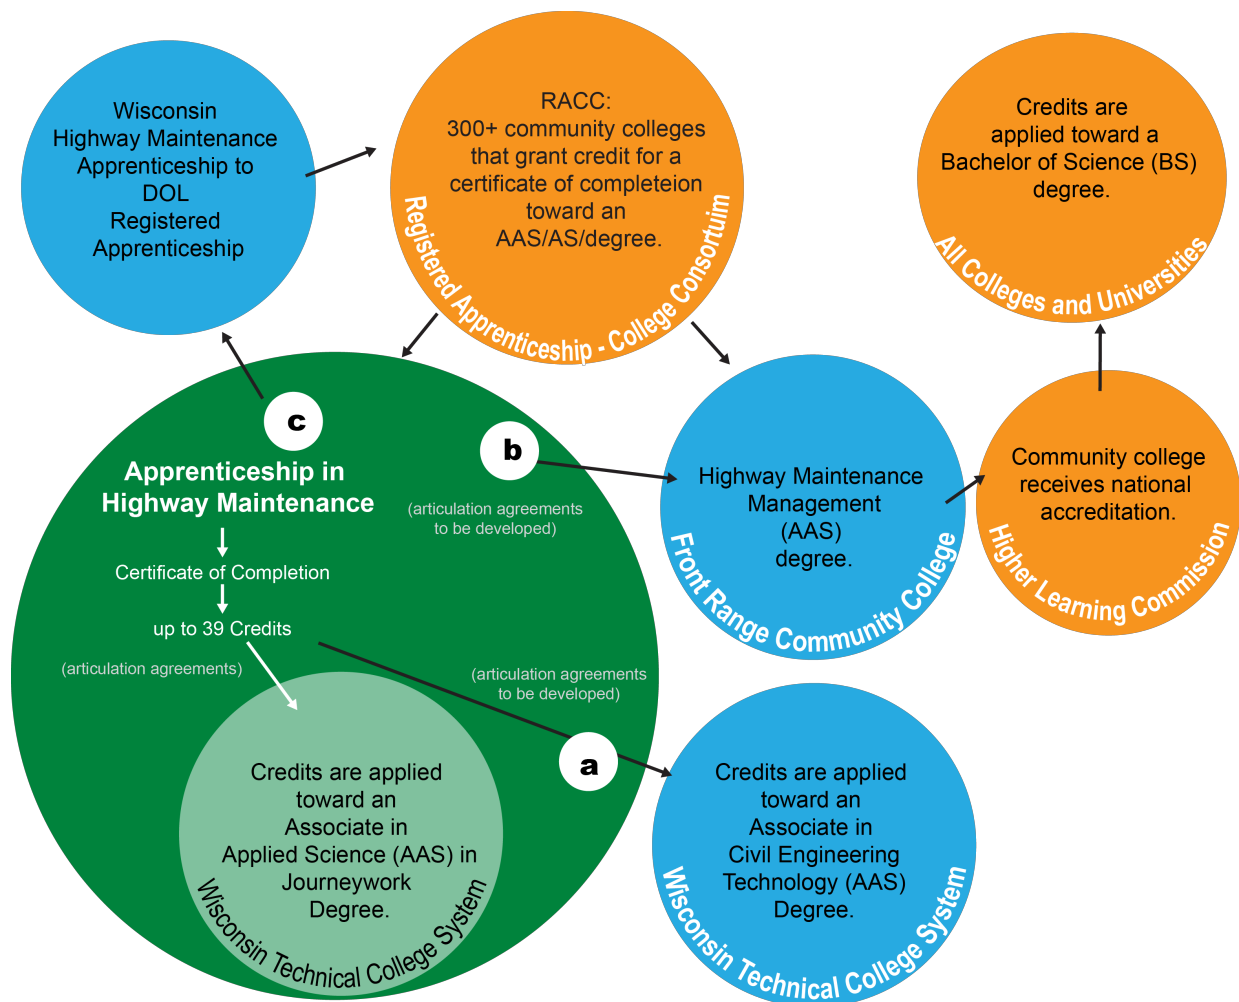 Wisconsin
Highway Maintenance
Apprenticeship to
DOL
Registered
Apprenticeship
RACC:
300+ community colleges
that grant credit for a
certificate of completeion
toward an
AAS/AS/degree.
Registered Apprenticeship - College Consortuim
Credits are
applied toward a
Bachelor of Science (BS)
degree.
All Colleges and Universities
c
Apprenticeship in
Highway Maintenance
Certificate of Completion
up to 39 Credits
(articulation agreements)
b
(articulation agreements
to be developed)
Highway Maintenance
Management
(AAS)
degree.
Front Range Community College
Community college
receives national
accreditation.
Higher Learning Commission
(articulation agreements
to be developed)
a
Credits are applied
toward an
Associate in
Applied Science (AAS) in
Journeywork
Degree.
Wisconsin Technical College System
Credits are applied
toward an
Associate in
Civil Engineering
Technology (AAS)
Degree.
Wisconsin Technical College System